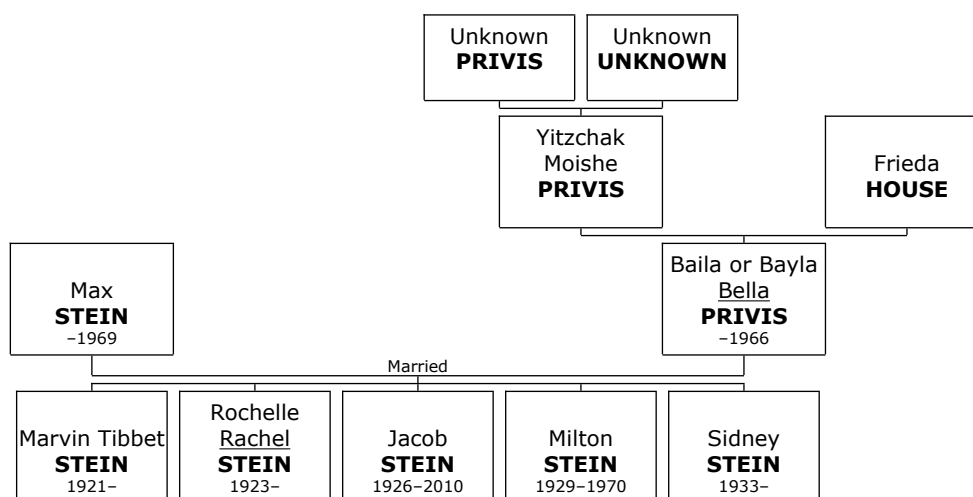 Unknown
PRIVIS
Unknown
UNKNOWN
Yitzchak
Moishe
PRIVIS
Frieda
HOUSE
Max
STEIN
–1969
Baila or Bayla
Bella
PRIVIS
–1966
Married
Marvin Tibbet
STEIN
1921–
Rochelle
Rachel
STEIN
1923–
Jacob
STEIN
1926–2010
Milton
STEIN
1929–1970
Sidney
STEIN
1933–